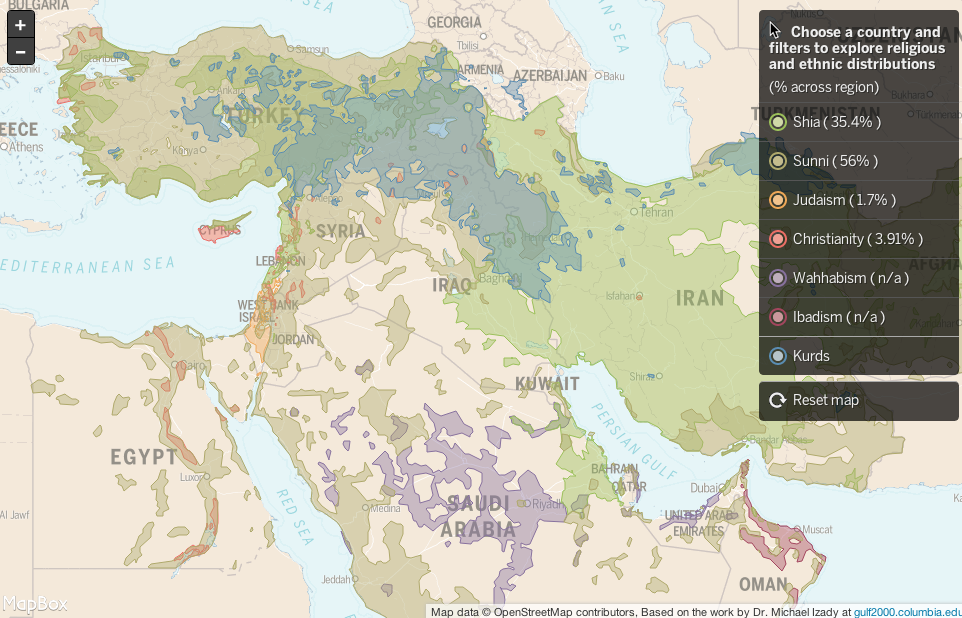 BULGARIA
+
−
GEORGIA
Tbilisi
Samsun
Istanbul
ARMENIA
AZERBAIJAN
Baku
BLACK SEA
Nukus
Choose a country and
filters to explore religious
and ethnic distributions
(% across region)
Bukhara
TURKMENISTAN
Ankara
TURKEY
Konya
Athens
Shia ( 35.4% )
Sunni ( 56% )
Judaism ( 1.7% )
Christianity ( 3.91% )
Wahhabism ( n/a )
Ibadism ( n/a )
Kurds
Reset map
CYPRUS
SYRIA
Tehran
LEBANON
EDITERRANEAN SEA
IRAQ
Baghdad
Isfahan
IRAN
WEST BANK
ISRAEL
JORDAN
Cairo
KUWAIT
Shiraz
PERSIAN GULF
Bandar Abbas
EGYPT
Luxor
RED SEA
BAHRAIN
QATAR
Dubai
SAUDI
ARABIA
Riyadh
Medina
UNITED ARAB
EMIRATES
Muscat
Al Jawf
Jeddah
OMAN
MapBox
Map data © OpenStreetMap contributors, Based on the work by Dr. Michael Izady at gulf2000.columbia.edu